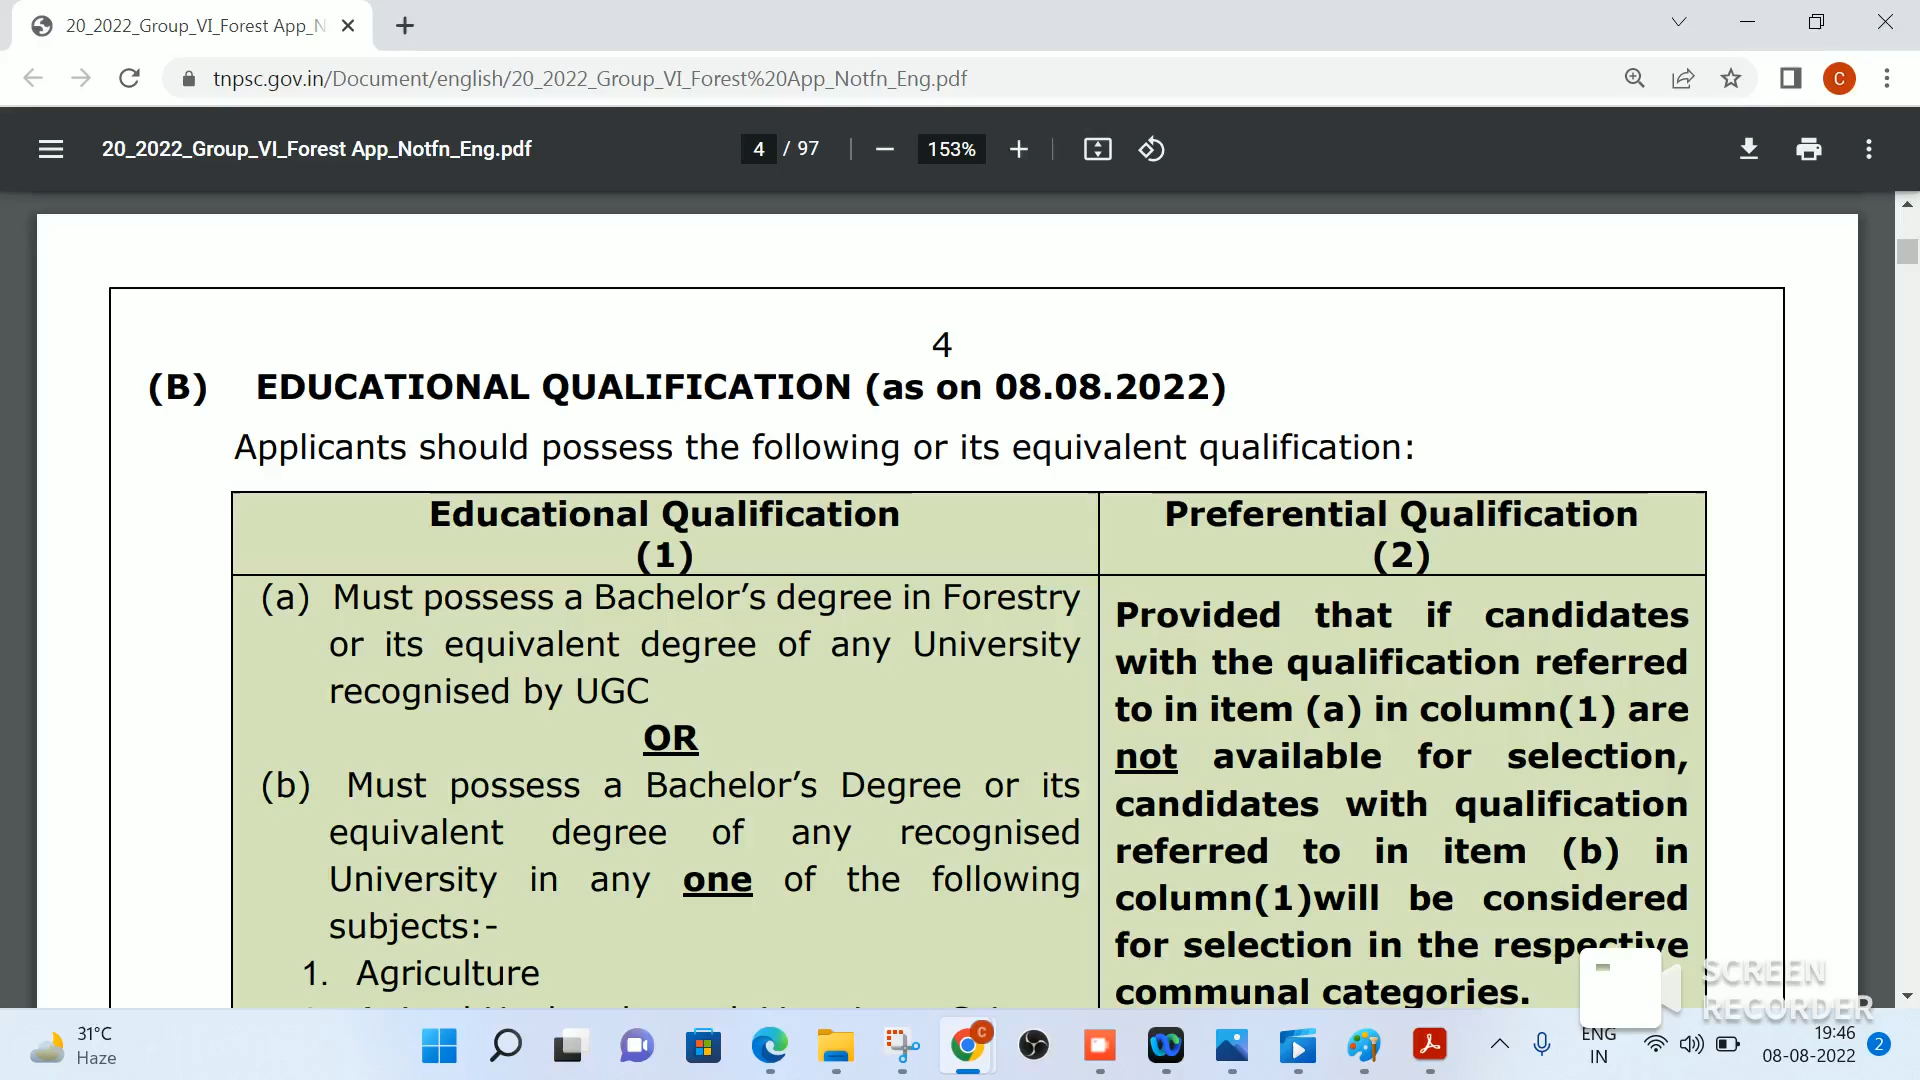 20_2022_Group_VI_Forest App_N
tnpsc.gov.in/Document/english/20_2022_Group_VI_Forest%20App_Notfn_Eng.pdf
C
20_2022_Group_VI_Forest App_Notfn_Eng.pdf
4 / 97
153%
4
(B) EDUCATIONAL QUALIFICATION (as on 08.08.2022)
Applicants should possess the following or its equivalent qualification:
Educational Qualification
(1)
(a) Must possess a Bachelor’s degree in Forestry
or its equivalent degree of any University
recognised by UGC
OR
(b) Must possess a Bachelor’s Degree or its
equivalent degree of any recognised
University in any one of the following
subjects:-
1. Agriculture
Preferential Qualification
(2)
Provided that if candidates
with the qualification referred
to in item (a) in column(1) are
not available for selection,
candidates with qualification
referred to in item (b) in
column(1)will be considered
for selection in the respective
communal categories.
SCREEN
RECORDER
31°C
Haze
C
ENG
IN
19:46
08-08-2022
2